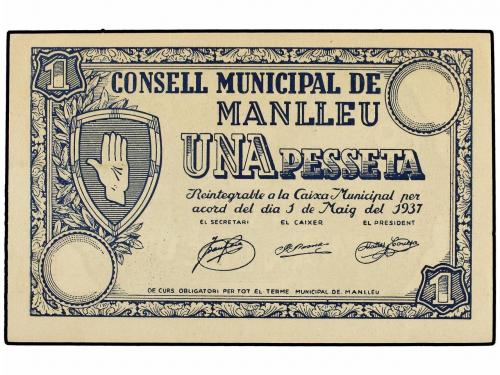 1
CONSELL MUNICIPAL DE
MANLLEU
UNA PESSETA
Reintegrable a la Caixa Municipal per
acord del dia 1 de Maig del 1937
EL SECRETARI EL CAIXER EL PRESIDENT
DE CURS OBLIGATORI PER TOT EL TERME MUNICIPAL DE MANLLEU
1